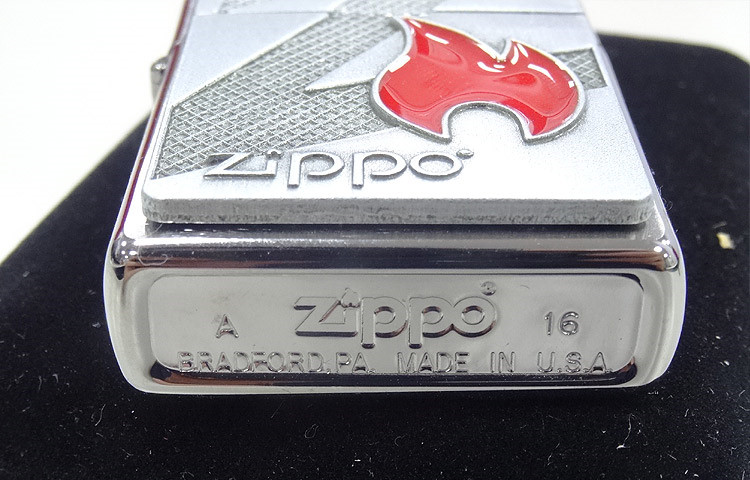 Zippo
A Zippo® 16
BRADFORD, PA. MADE IN U.S.A.